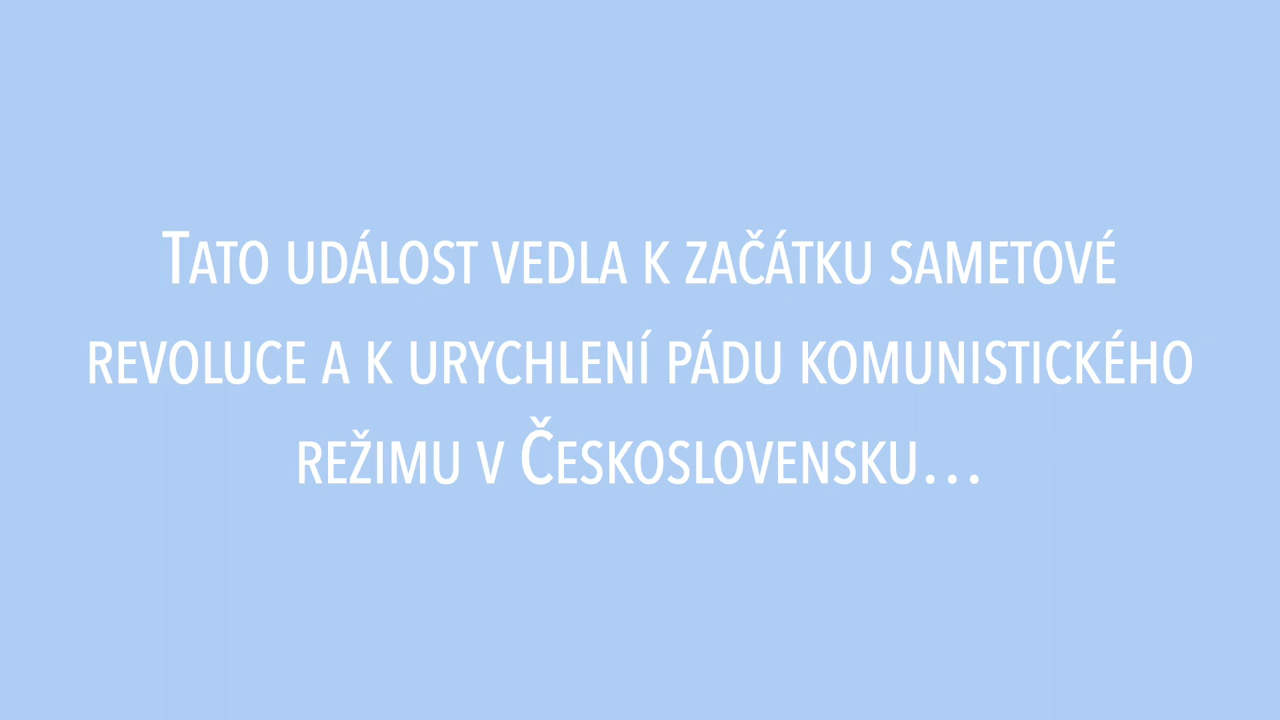 Tato událost vedla k začátku sametové
revoluce a k urychlení pádu komunistického
režimu v Československu...